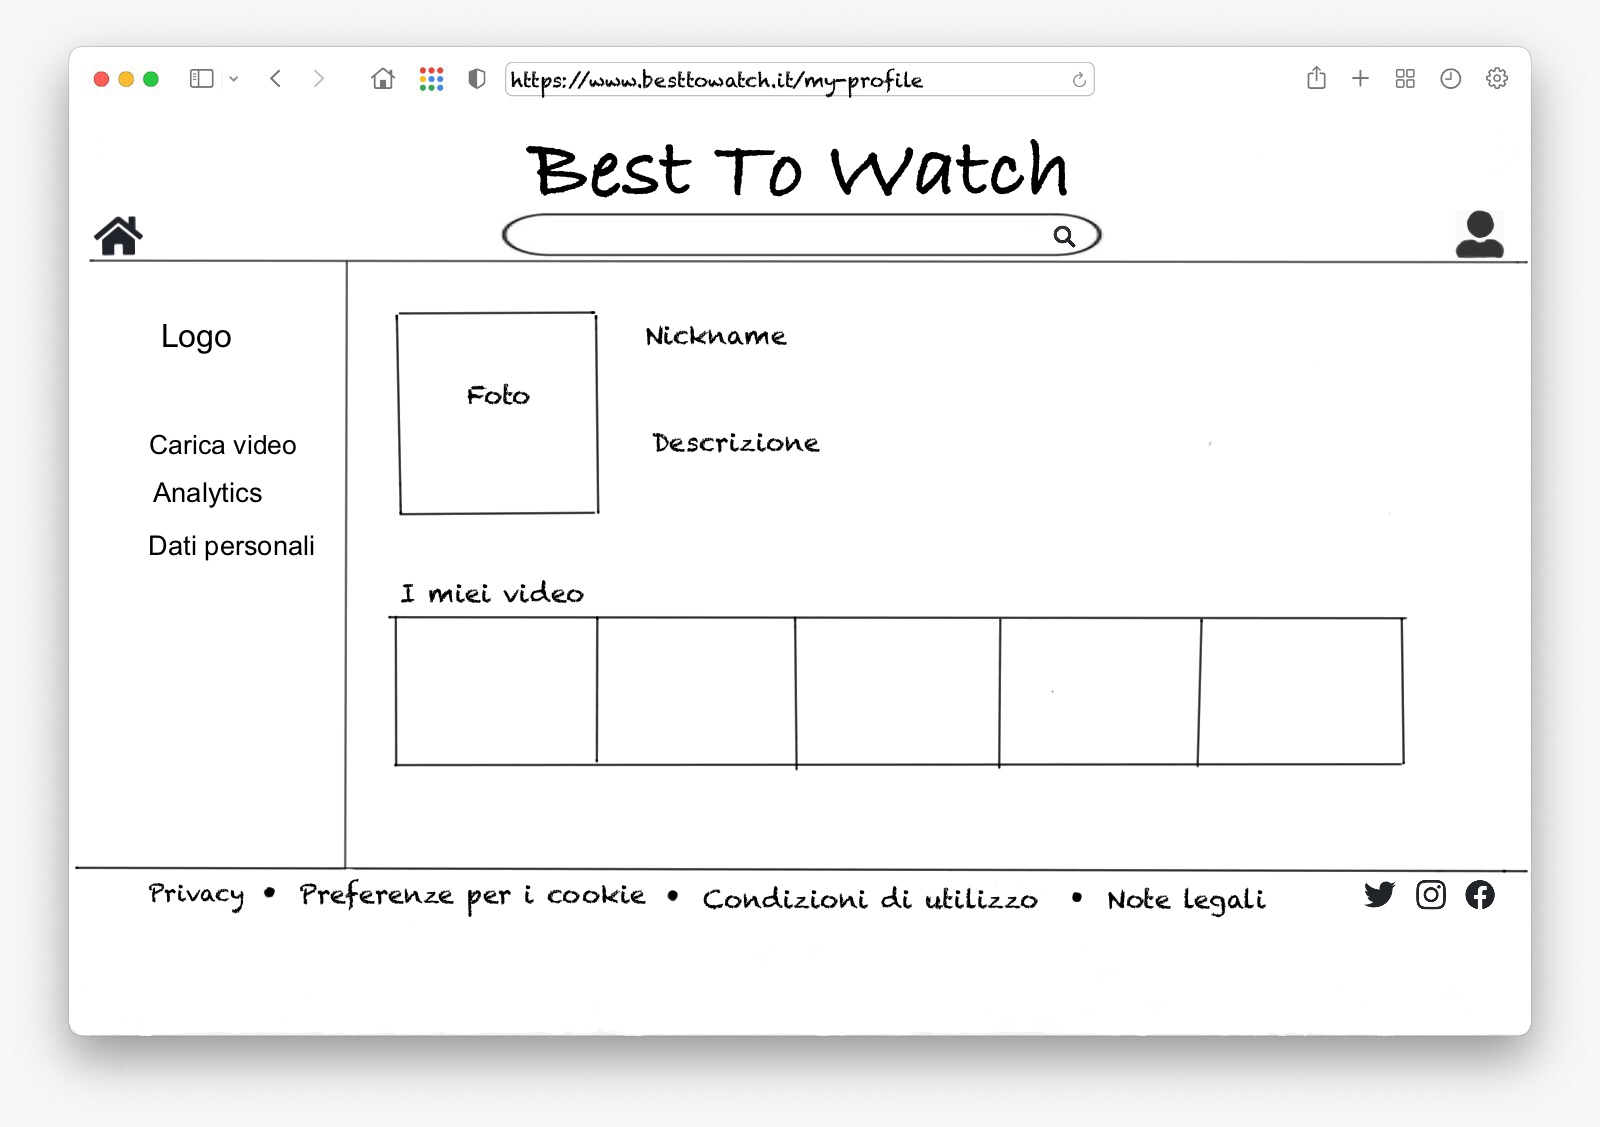 https://www.besttowatch.it/my-profile
Best To Watch
Logo
Carica video
Analytics
Dati personali
Foto
Nickname
Descrizione
I miei video
Privacy • Preferenze per i cookie • Condizioni di utilizzo • Note legali